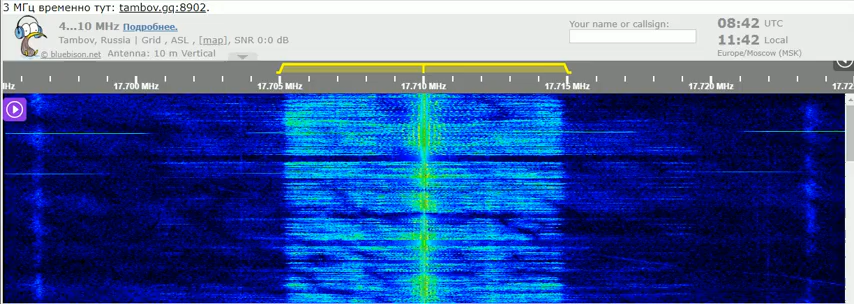 3 МГц временно тут: tambov.gq:8902.
4...10 MHz Подробнее.
Your name or callsign:
08:42 UTC
Tambov, Russia | Grid , ASL , [map], SNR 0:0 dB
11:42 Local
© bluebison.net Антенна: 10 m Vertical
Europe/Moscow (MSK)
17.700 MHz 17.705 MHz 17.710 MHz 17.715 MHz 17.720 MHz